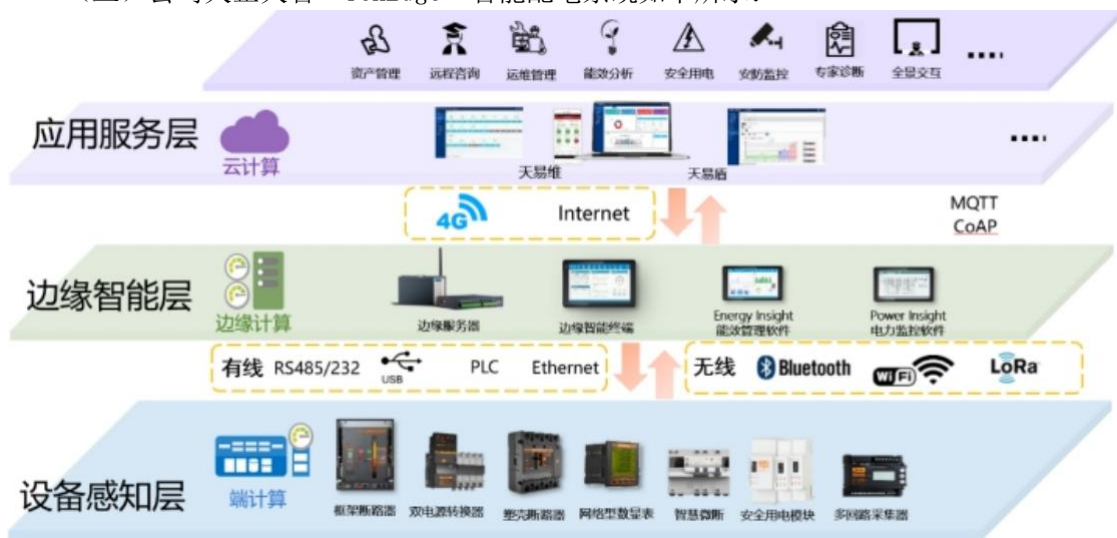 资产管理 远程咨询 运维管理 能效分析 安全用电 安防监控 专家诊断 全景交互
应用服务层
云计算
天易维 天易盾
4G Internet
MQTT
CoAP
边缘智能层
边缘计算
边缘服务器 边缘智能终端
Energy Insight
能效管理软件
Power Insight
电力监控软件
有线 RS485/232 USB PLC Ethernet
无线 Bluetooth WiFi LoRa
设备感知层
端计算
框架断路器 双电源转换器 塑壳断路器 网络型数显表 智慧微断 安全用电模块 多回路采集器